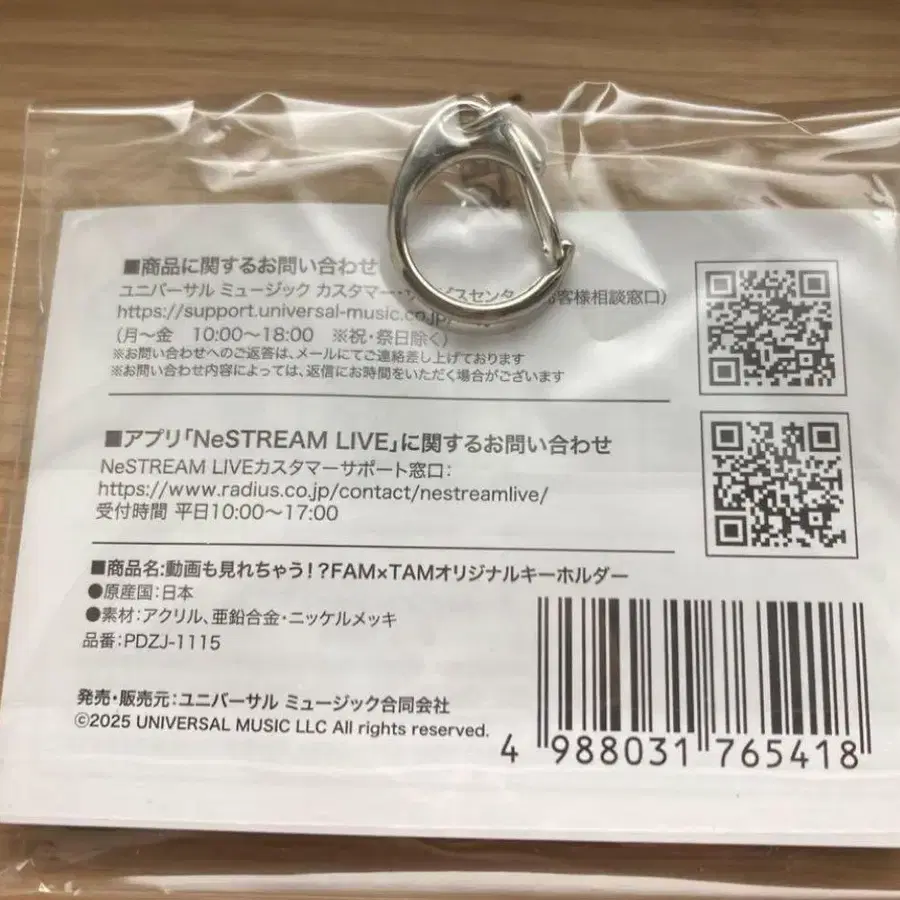 ■商品に関するお問い合わせ
ユニバーサル ミュージック カスタマー・ サ ビスセンタ 客様相談窓口)
https://support.universal-music.co.jp/
(月〜金 10:00〜18:00 ※祝・祭日除く)
※お問い合わせへのご返答は、メールにてご連絡差し上げております
※お問い合わせ内容によっては、返信にお時間をいただく場合がございます
■アプリ「NeSTREAM LIVE」に関するお問い合わせ
NeSTREAM LIVEカスタマーサポート窓口:
https://www.radius.co.jp/contact/nestreamlive/
受付時間 平日10:00〜17:00
■商品名:動画も見れちゃう!?FAM×TAMオリジナルキーホルダー
●原産国:日本
●素材:アクリル、亜鉛合金・ニッケルメッキ
品番:PDZJ-1115
発売・販売元:ユニバーサル ミュージック合同会社
©2025 UNIVERSAL MUSIC LLC All rights reserved.
4 988031 765418